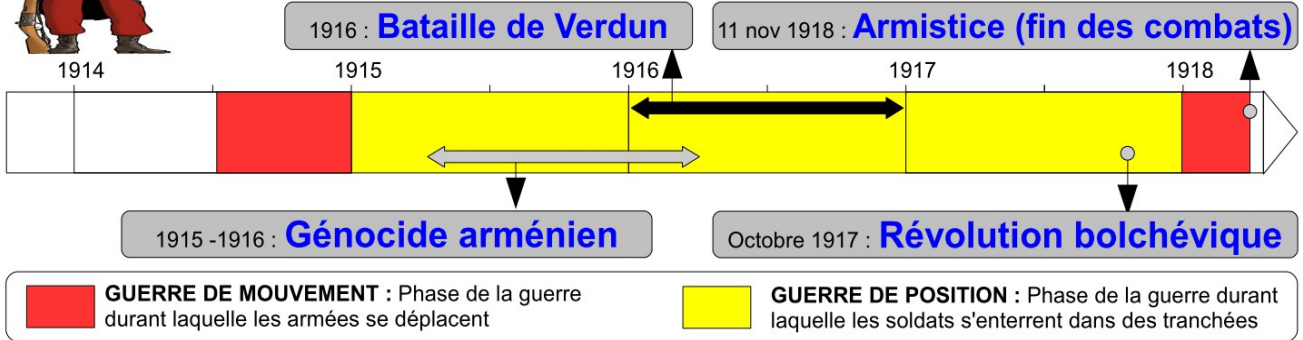 1916 : Bataille de Verdun
11 nov 1918 : Armistice (fin des combats)
1914 1915 1916 1917 1918
1915 -1916 : Génocide arménien
Octobre 1917 : Révolution bolchévique
GUERRE DE MOUVEMENT : Phase de la guerre
durant laquelle les armées se déplacent
GUERRE DE POSITION : Phase de la guerre durant
laquelle les soldats s'enterrent dans des tranchées